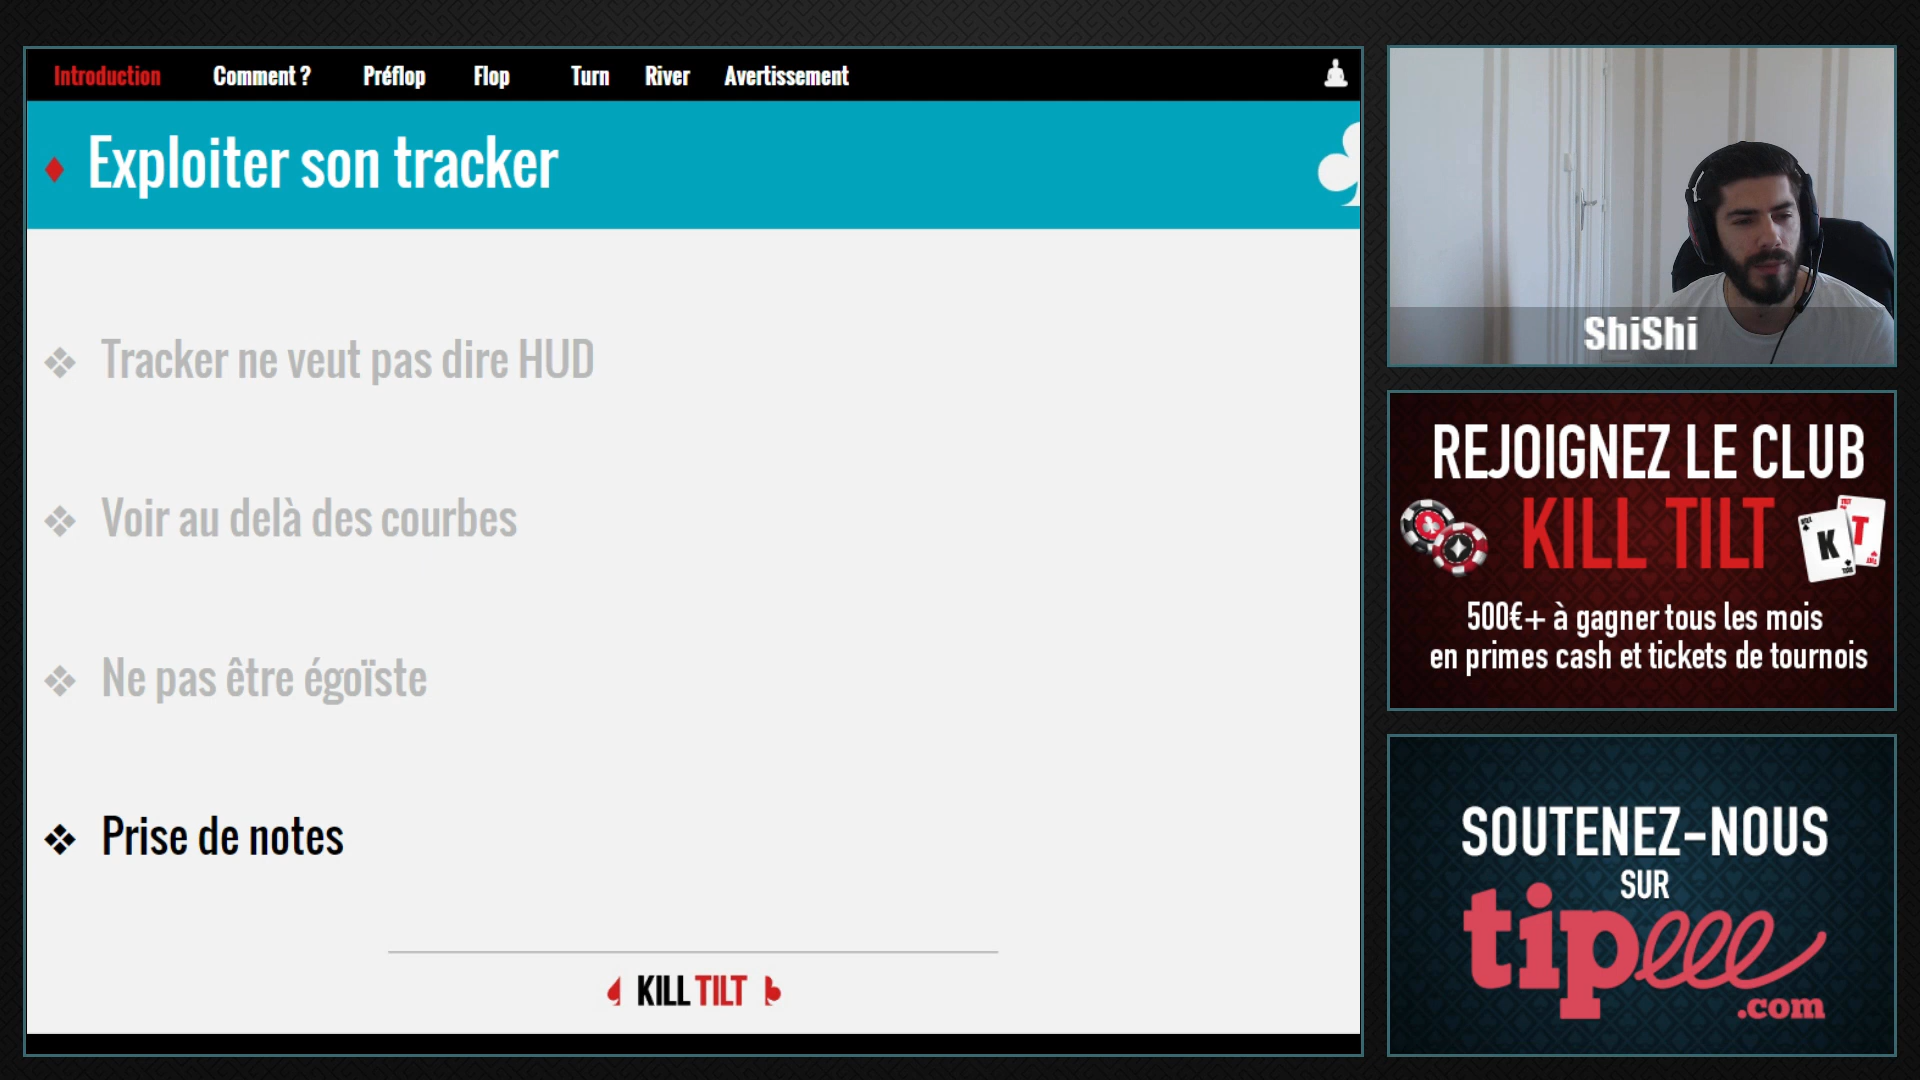 Introduction Comment ? Préflop Flop Turn River Avertissement
Exploiter son tracker
Tracker ne veut pas dire HUD
Voir au delà des courbes
Ne pas être égoïste
Prise de notes
KILL TILT
ShiShi
REJOIGNEZ LE CLUB
KILL TILT
K T
500€+ à gagner tous les mois
en primes cash et tickets de tournois
SOUTENEZ-NOUS
SUR
tipeee
.com